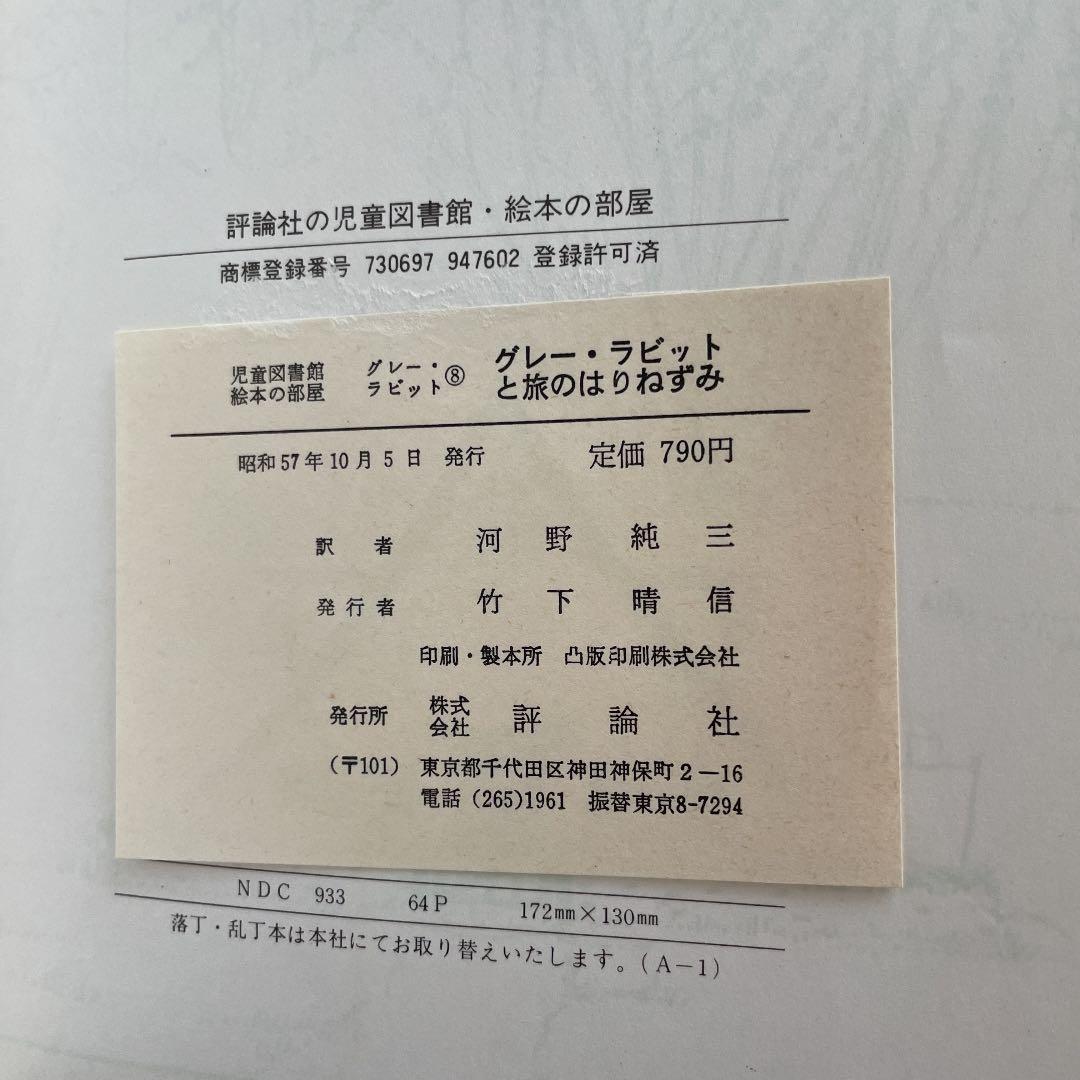 評論社の児童図書館・絵本の部屋
商標登録番号 730697 947602 登録許可済
児童図書館 絵本の部屋 グレー・ラビット⑧ グレー・ラビットと旅のはりねずみ
昭和57年10月5日 発行 定価 790円
訳者 河野純三
発行者 竹下晴信
印刷・製本所 凸版印刷株式会社
発行所 株式会社 評論社
(〒101) 東京都千代田区神田神保町2−16
電話 (265)1961 振替東京8-7294
NDC 933 64P 172mm×130mm
落丁・乱丁本は本社にてお取り替えいたします。(A−1)